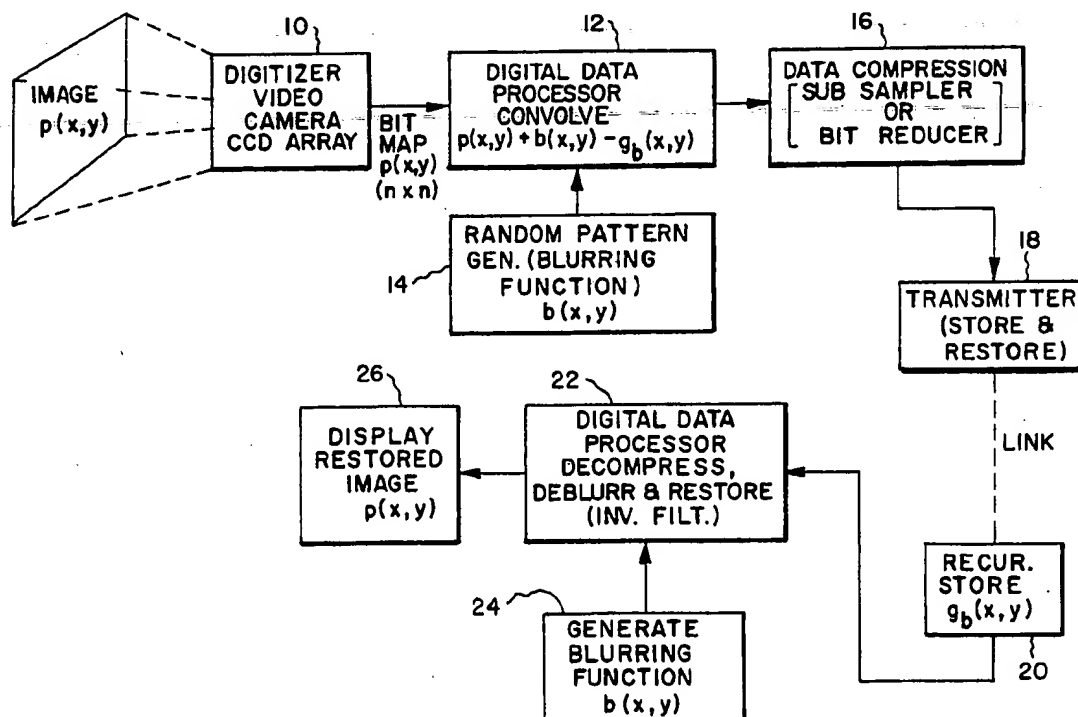 IMAGE
p(x,y)
10
DIGITIZER
VIDEO
CAMERA
CCD ARRAY
BIT
MAP
p(x,y)
(n x n)
12
DIGITAL DATA
PROCESSOR
CONVOLVE
p(x,y)+b(x,y)-g_b(x,y)
14
RANDOM PATTERN
GEN.(BLURRING
FUNCTION)
b(x,y)
16
DATA COMPRESSION
[SUB SAMPLER
OR
BIT REDUCER]
18
TRANSMITTER
(STORE &
RESTORE)
LINK
RECUR.
STORE
g_b(x,y)
20
22
DIGITAL DATA
PROCESSOR
DECOMPRESS,
DEBLURR & RESTORE
(INV. FILT.)
24
GENERATE
BLURRING
FUNCTION
b(x,y)
26
DISPLAY
RESTORED
IMAGE
p(x,y)